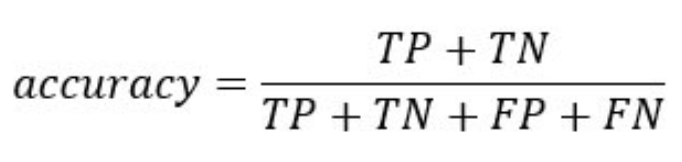 accuracy = TP + TN / TP + TN + FP + FN